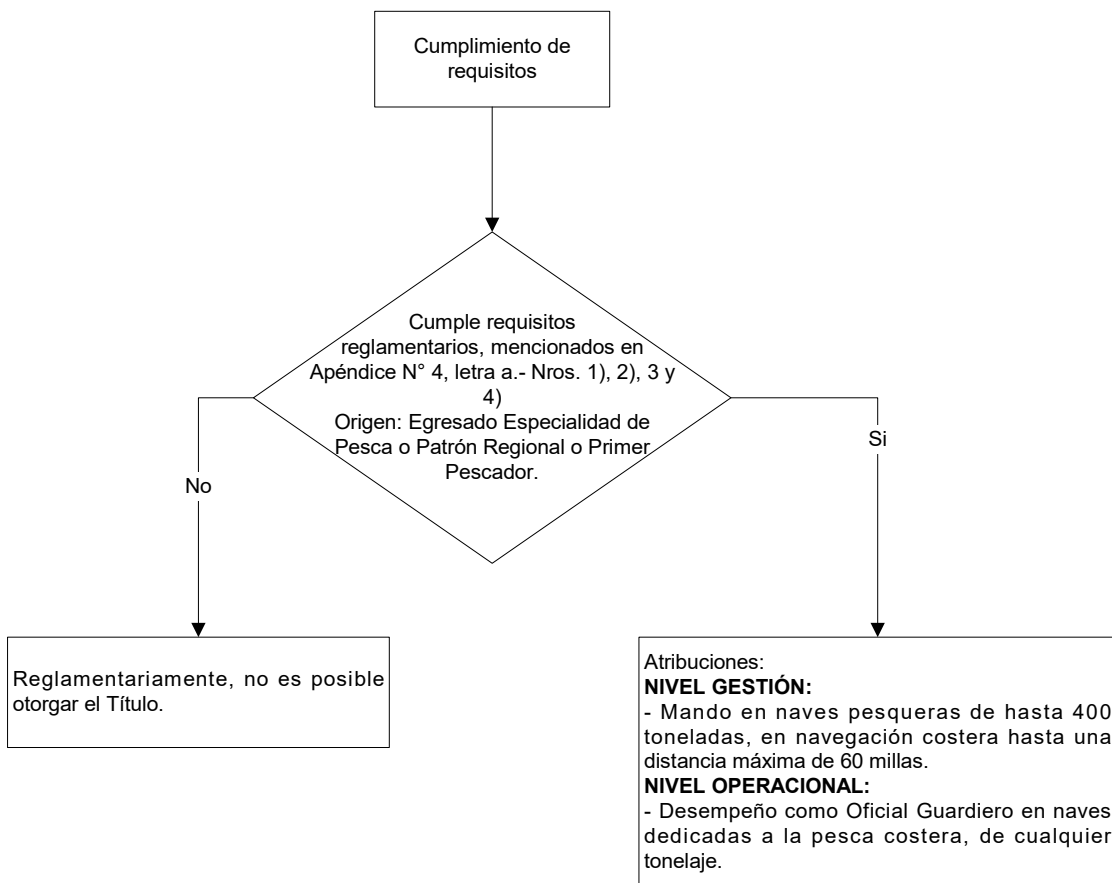 Cumplimiento de
requisitos
Cumple requisitos
reglamentarios, mencionados en
Apéndice N° 4, letra a.- Nros. 1), 2), 3 y
4)
Origen: Egresado Especialidad de
Pesca o Patrón Regional o Primer
Pescador.
No
Si
Reglamentariamente, no es posible
otorgar el Título.
Atribuciones:
NIVEL GESTIÓN:
- Mando en naves pesqueras de hasta 400
toneladas, en navegación costera hasta una
distancia máxima de 60 millas.
NIVEL OPERACIONAL:
- Desempeño como Oficial Guardiero en naves
dedicadas a la pesca costera, de cualquier
tonelaje.